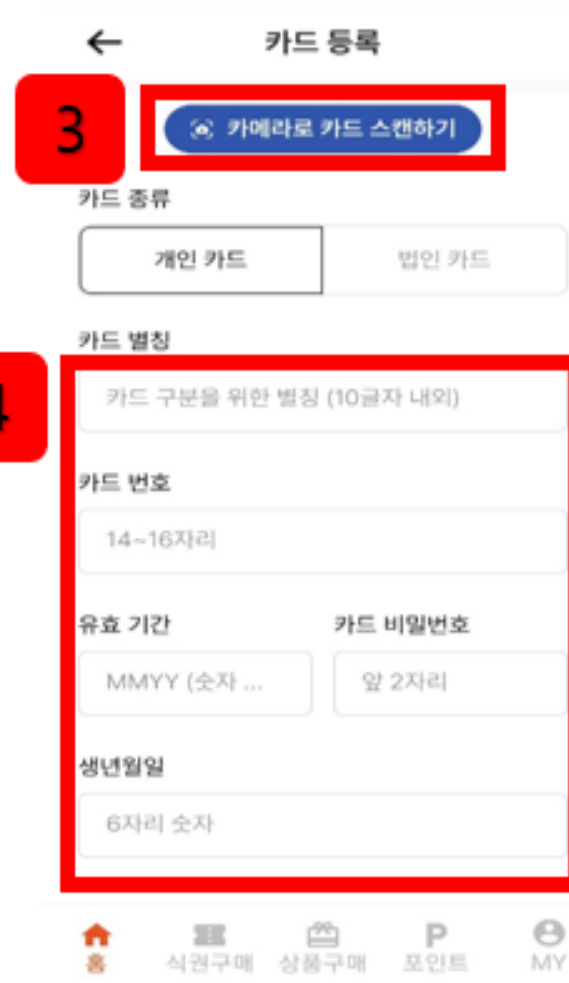 카드 등록
3
카메라로 카드 스캔하기
카드 종류
개인 카드 법인 카드
카드 별칭
4
카드 구분을 위한 별칭 (10글자 내외)
카드 번호
14~16자리
유효 기간 카드 비밀번호
MMYY (숫자 ... 앞 2자리
생년월일
6자리 숫자
홈 식권구매 상품구매 P 포인트 MY